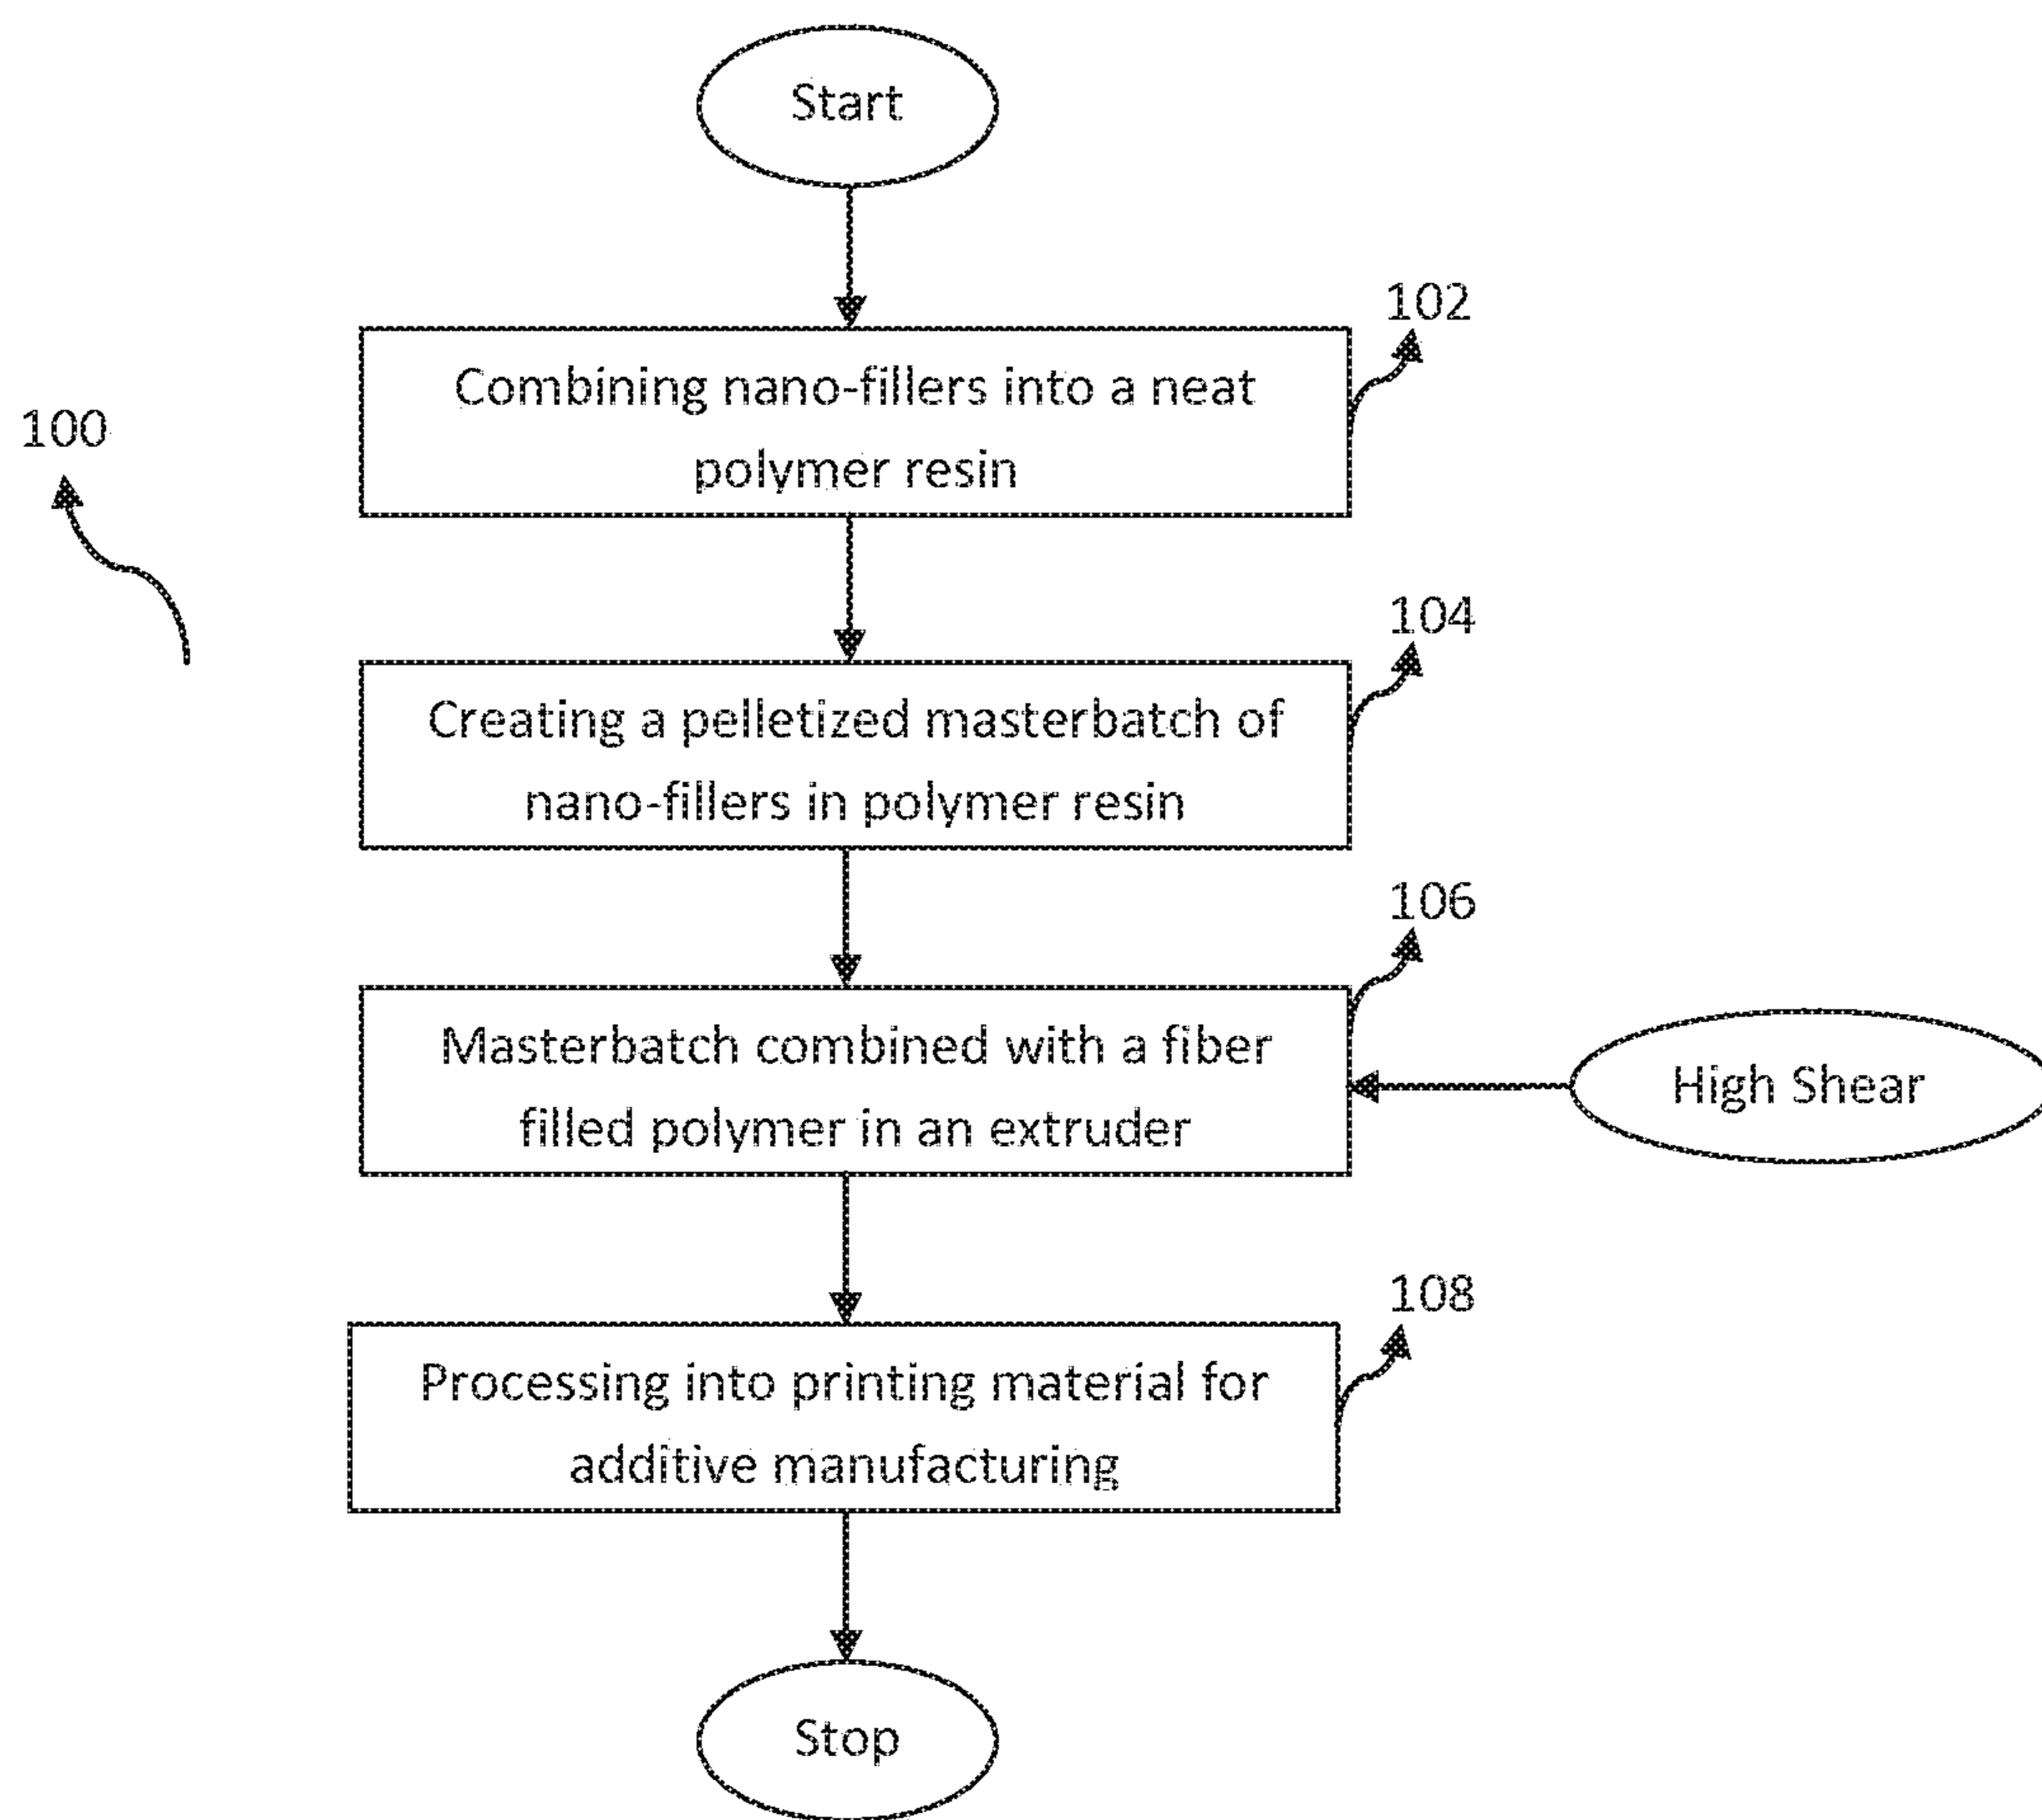 Start
102
Combining nano-fillers into a neat
polymer resin
100
104
Creating a pelletized masterbatch of
nano-fillers in polymer resin
106
Masterbatch combined with a fiber
filled polymer in an extruder
High Shear
108
Processing into printing material for
additive manufacturing
Stop